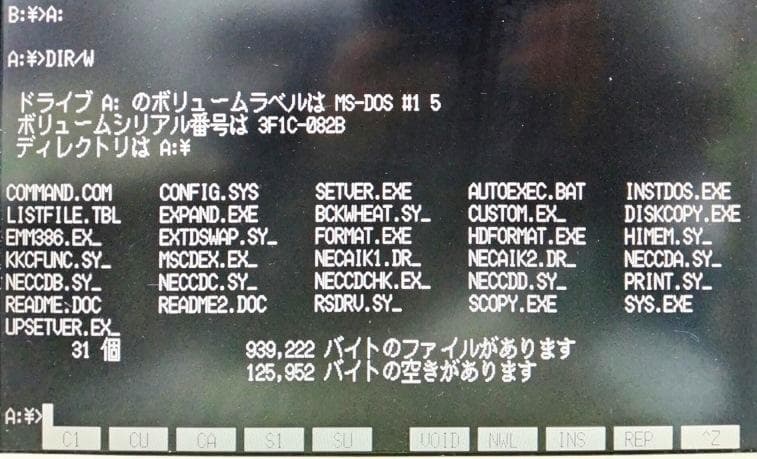 B:¥>A:
A:¥>DIR/W
ドライブ A: のボリュームラベルは MS-DOS #1 5
ボリュームシリアル番号は 3F1C-082B
ディレクトリは A:¥
COMMAND.COM CONFIG.SYS SETVER.EXE AUTOEXEC.BAT INSTDOS.EXE
LISTFILE.TBL EXPAND.EXE BCKWHEAT.SY_ CUSTOM.EX_ DISKCOPY.EXE
EMM386.EX_ EXTDSWAP.SY_ FORMAT.EXE HDFORMAT.EXE HIMEM.SY_
KKCFUNC.SY_ MSCDEX.EX_ NECAIK1.DR_ NECAIK2.DR_ NECCDA.SY_
NECCDB.SY_ NECCDC.SY_ NECCDCHK.EX_ NECCDD.SY_ PRINT.SY_
README.DOC README2.DOC RSDRV.SY_ SCOPY.EXE SYS.EXE
UPSETVER.EX_
31 個 939,222 バイトのファイルがあります
125,952 バイトの空きがあります
A:¥>
C1 CU CA S1 SU VOID NWL INS REP ^Z